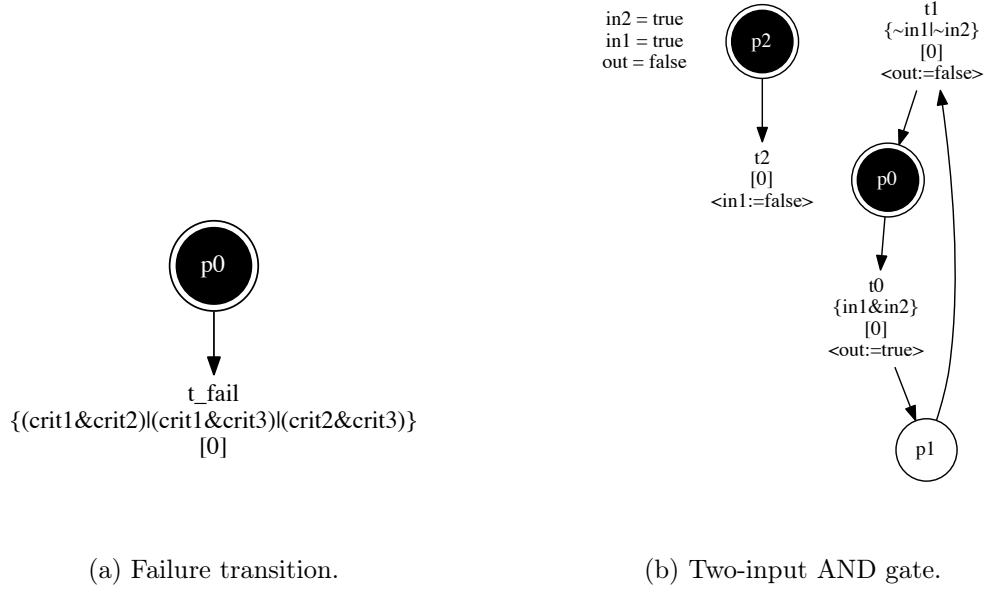 p0
t_fail
{(crit1&crit2)|(crit1&crit3)|(crit2&crit3)}
[0]
(a) Failure transition.
in2 = true
in1 = true
out = false
p2
t2
[0]
<in1:=false>
t1
{~in1|~in2}
[0]
<out:=false>
p0
t0
{in1&in2}
[0]
<out:=true>
p1
(b) Two-input AND gate.